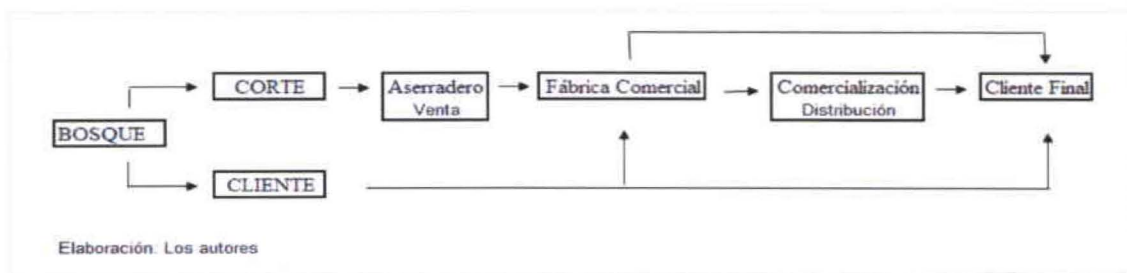 CORTE
Aserradero
Venta
Fábrica Comercial
Comercialización
Distribución
Cliente Final
BOSQUE
CLIENTE
Elaboración: Los autores